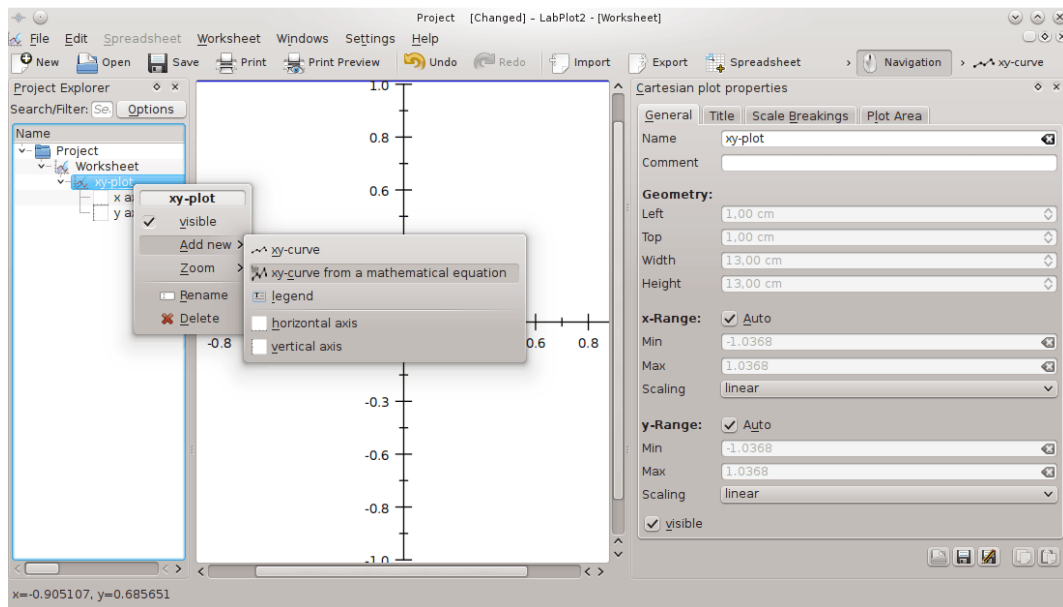 Project [Changed] – LabPlot2 - [Worksheet]
File Edit Spreadsheet Worksheet Windows Settings Help
New Open Save Print Print Preview Undo Redo Import Export Spreadsheet Navigation xy-curve
Project Explorer
Search/Filter: Se. Options
Name
Project
Worksheet
xy-plot
x a
y a
xy-plot
visible
Add new
Zoom
Rename
Delete
xy-curve
xy-curve from a mathematical equation
legend
horizontal axis
vertical axis
1.0
0.8
0.6
-0.8
0.6
0.8
-0.3
-0.6
-0.8
-1.0
Cartesian plot properties
General Title Scale Breakings Plot Area
Name xy-plot
Comment
Geometry:
Left 1,00 cm
Top 1,00 cm
Width 13,00 cm
Height 13,00 cm
x-Range: Auto
Min -1.0368
Max 1.0368
Scaling linear
y-Range: Auto
Min -1.0368
Max 1.0368
Scaling linear
visible
x=-0.905107, y=0.685651